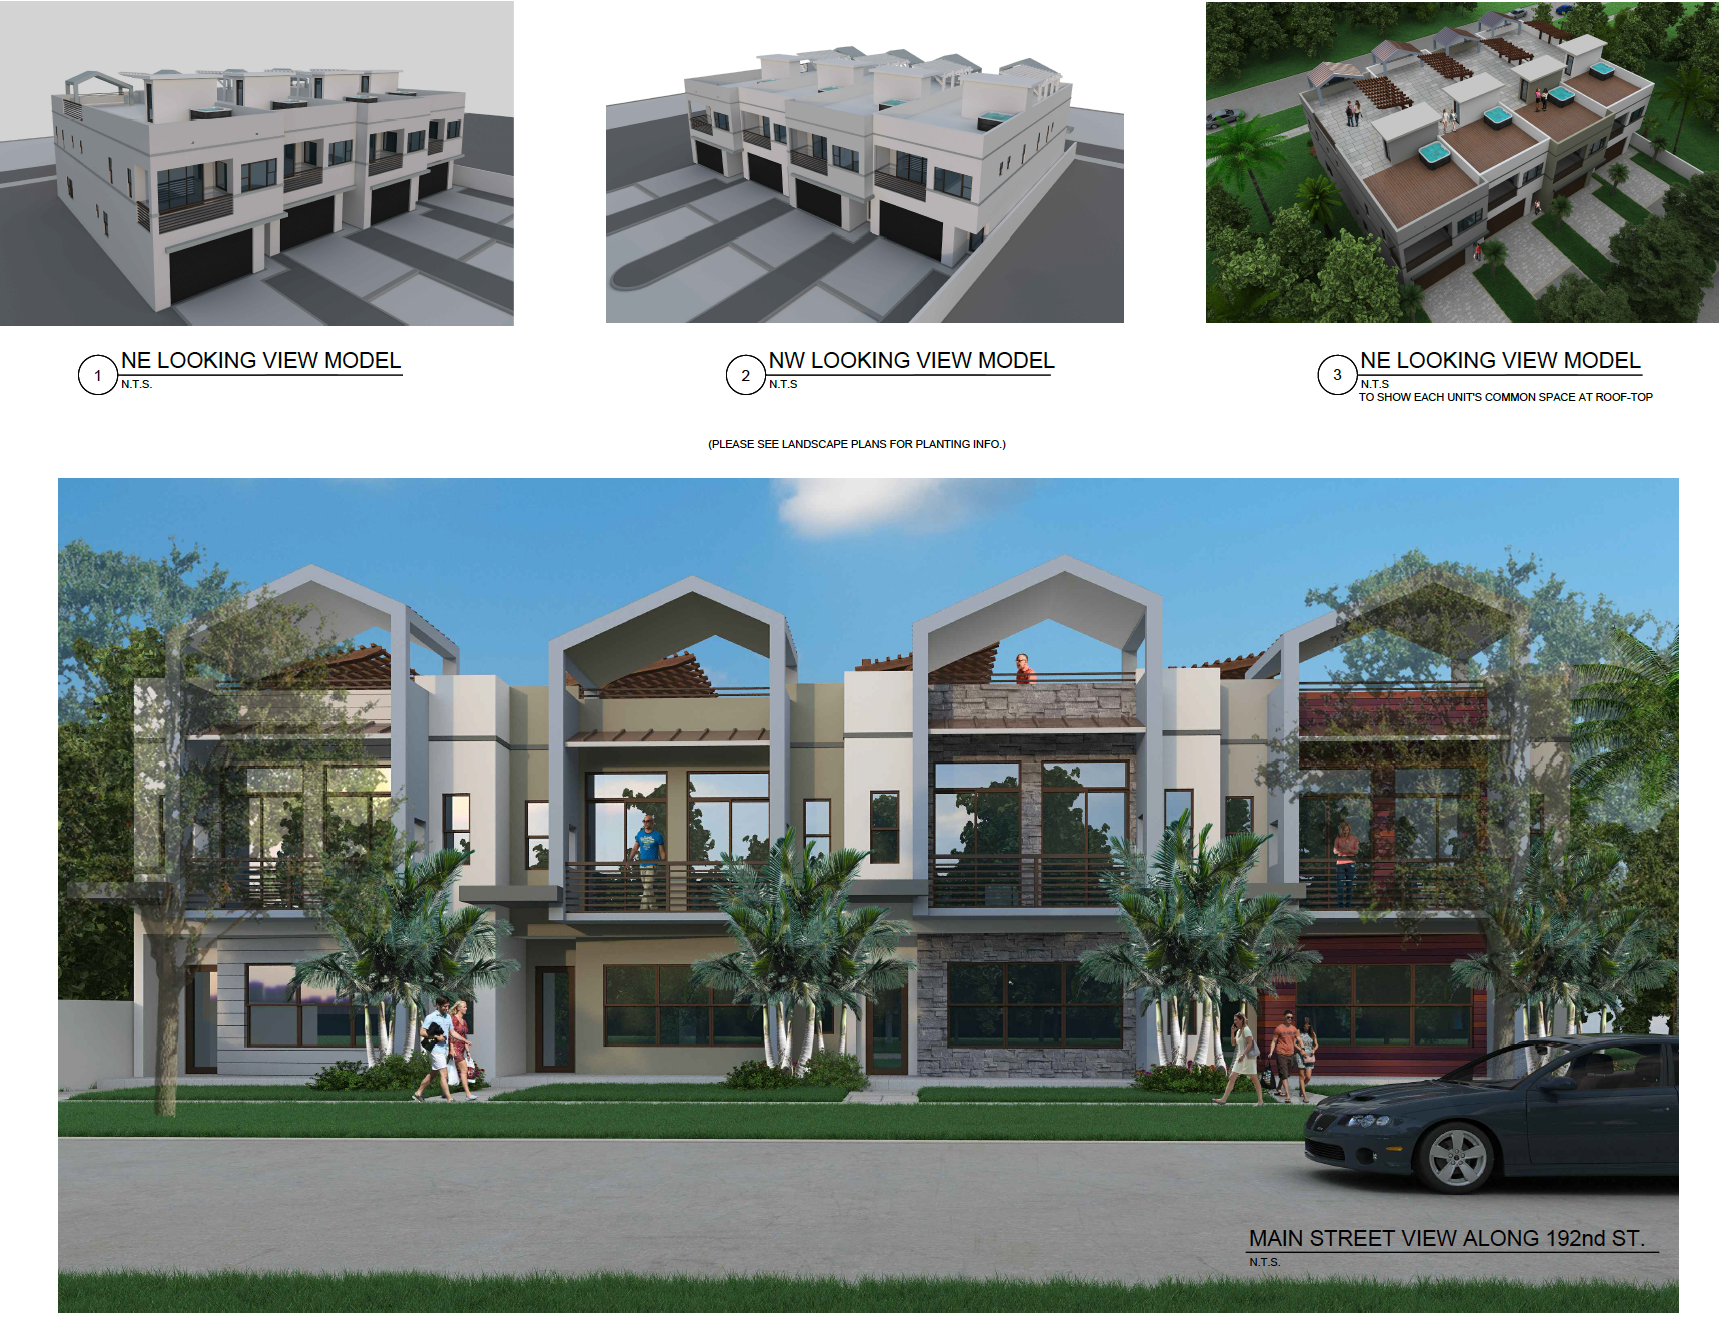 1
NE LOOKING VIEW MODEL
N.T.S.
2
NW LOOKING VIEW MODEL
N.T.S
3
NE LOOKING VIEW MODEL
N.T.S
TO SHOW EACH UNIT'S COMMON SPACE AT ROOF-TOP
(PLEASE SEE LANDSCAPE PLANS FOR PLANTING INFO.)
MAIN STREET VIEW ALONG 192nd ST.
N.T.S.